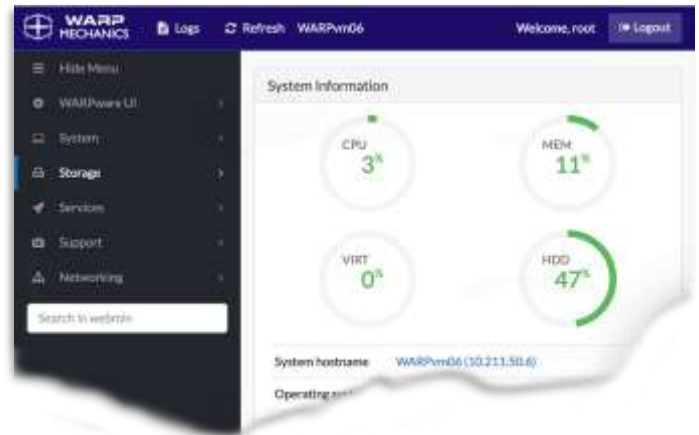 WARP
MECHANICS
Logs
Refresh
WARPvm06
Welcome, root
Logout
Hide Menu
WARPware UI
System
Storage
Services
Support
Networking
Search in webmin
System Information
CPU
3%
MEM
11%
VIRT
0%
HDD
47%
System hostname
WARPvm06 (10.211.50.6)
Operating